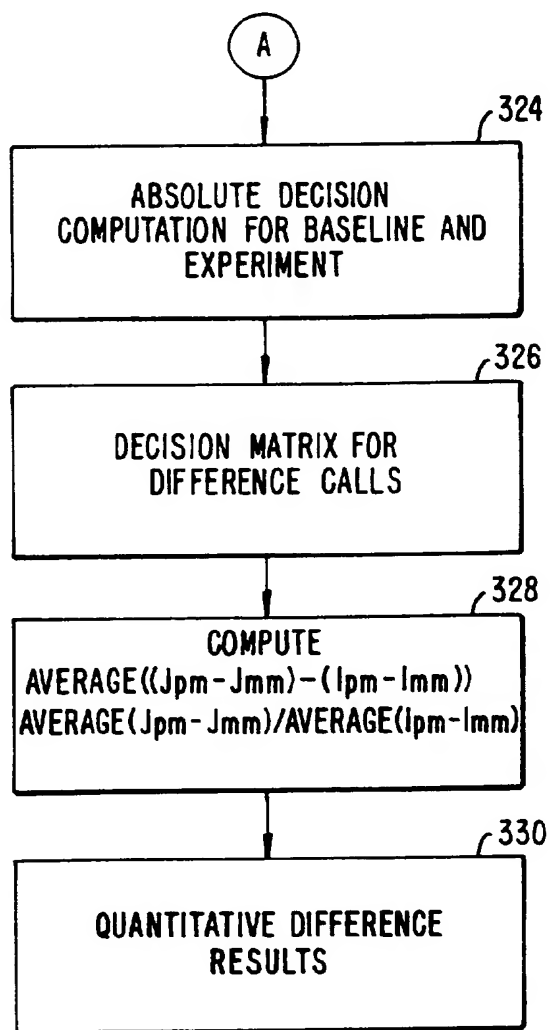 A
324
ABSOLUTE DECISION
COMPUTATION FOR BASELINE AND
EXPERIMENT
326
DECISION MATRIX FOR
DIFFERENCE CALLS
328
COMPUTE
AVERAGE((Jpm-Jmm)-(Ipm-Imm))
AVERAGE(Jpm-Jmm)/AVERAGE(Ipm-Imm)
330
QUANTITATIVE DIFFERENCE
RESULTS